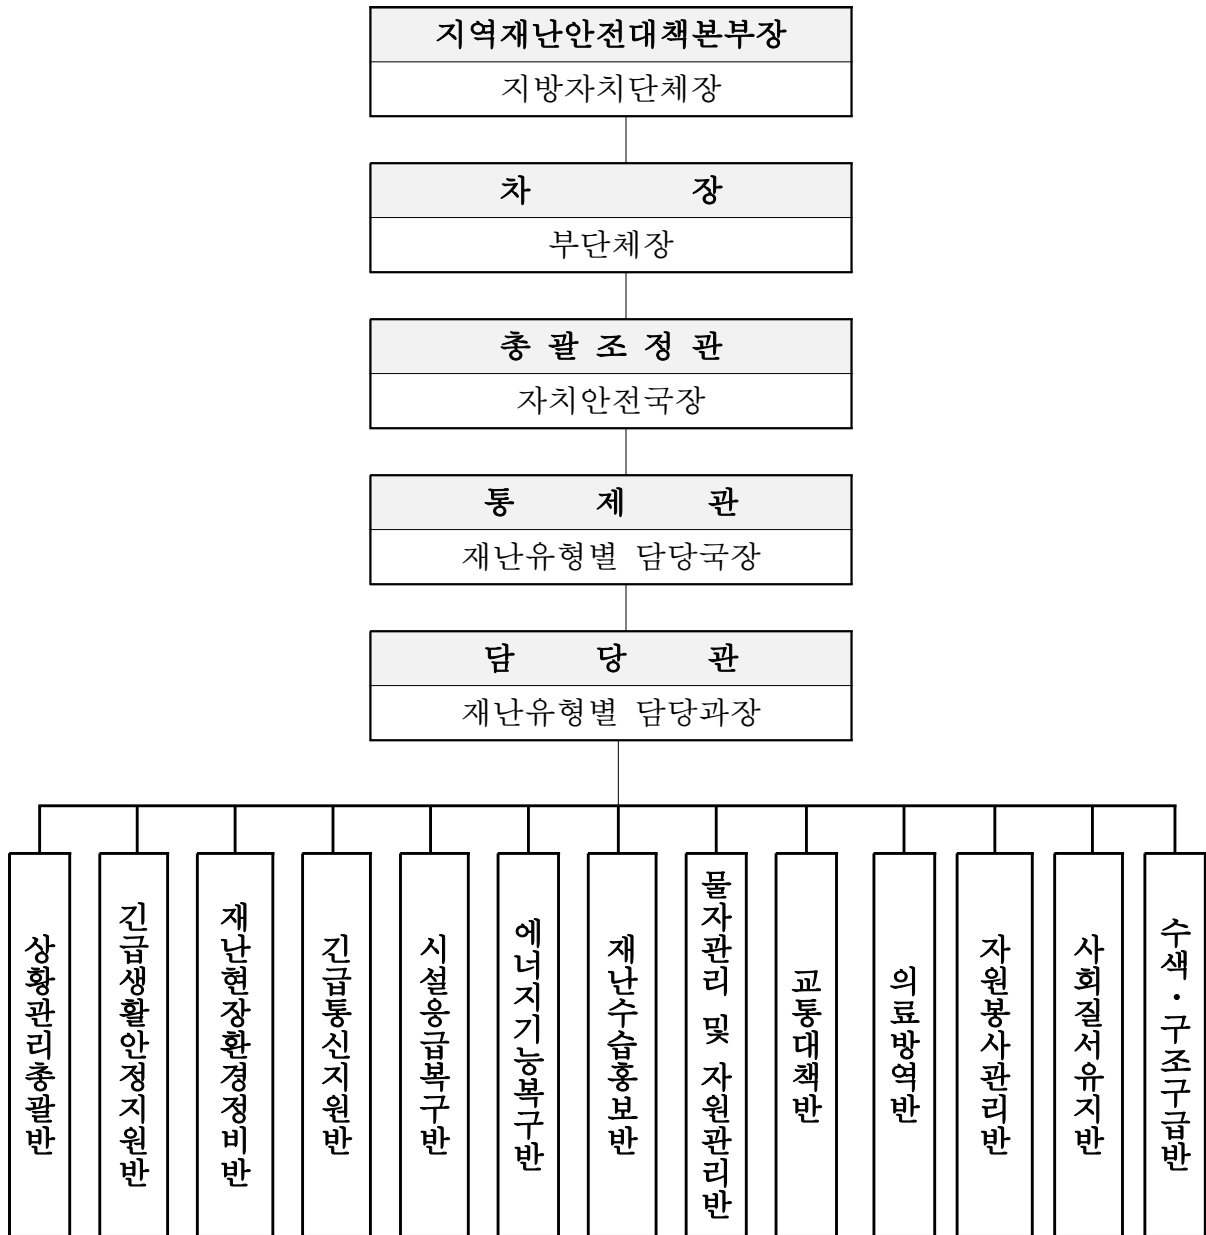 지역재난안전대책본부장
지방자치단체장
차 장
부단체장
총 괄 조 정 관
자치안전국장
통 제 관
재난유형별 담당국장
담 당 관
재난유형별 담당과장
상황관리총괄반
긴급생활안정지원반
재난현장환경정비반
긴급통신지원반
시설응급복구반
에너지기능복구반
재난수습홍보반
물자관리 및 자원관리반
교통대책반
의료방역반
자원봉사관리반
사회질서유지반
수색·구조구급반